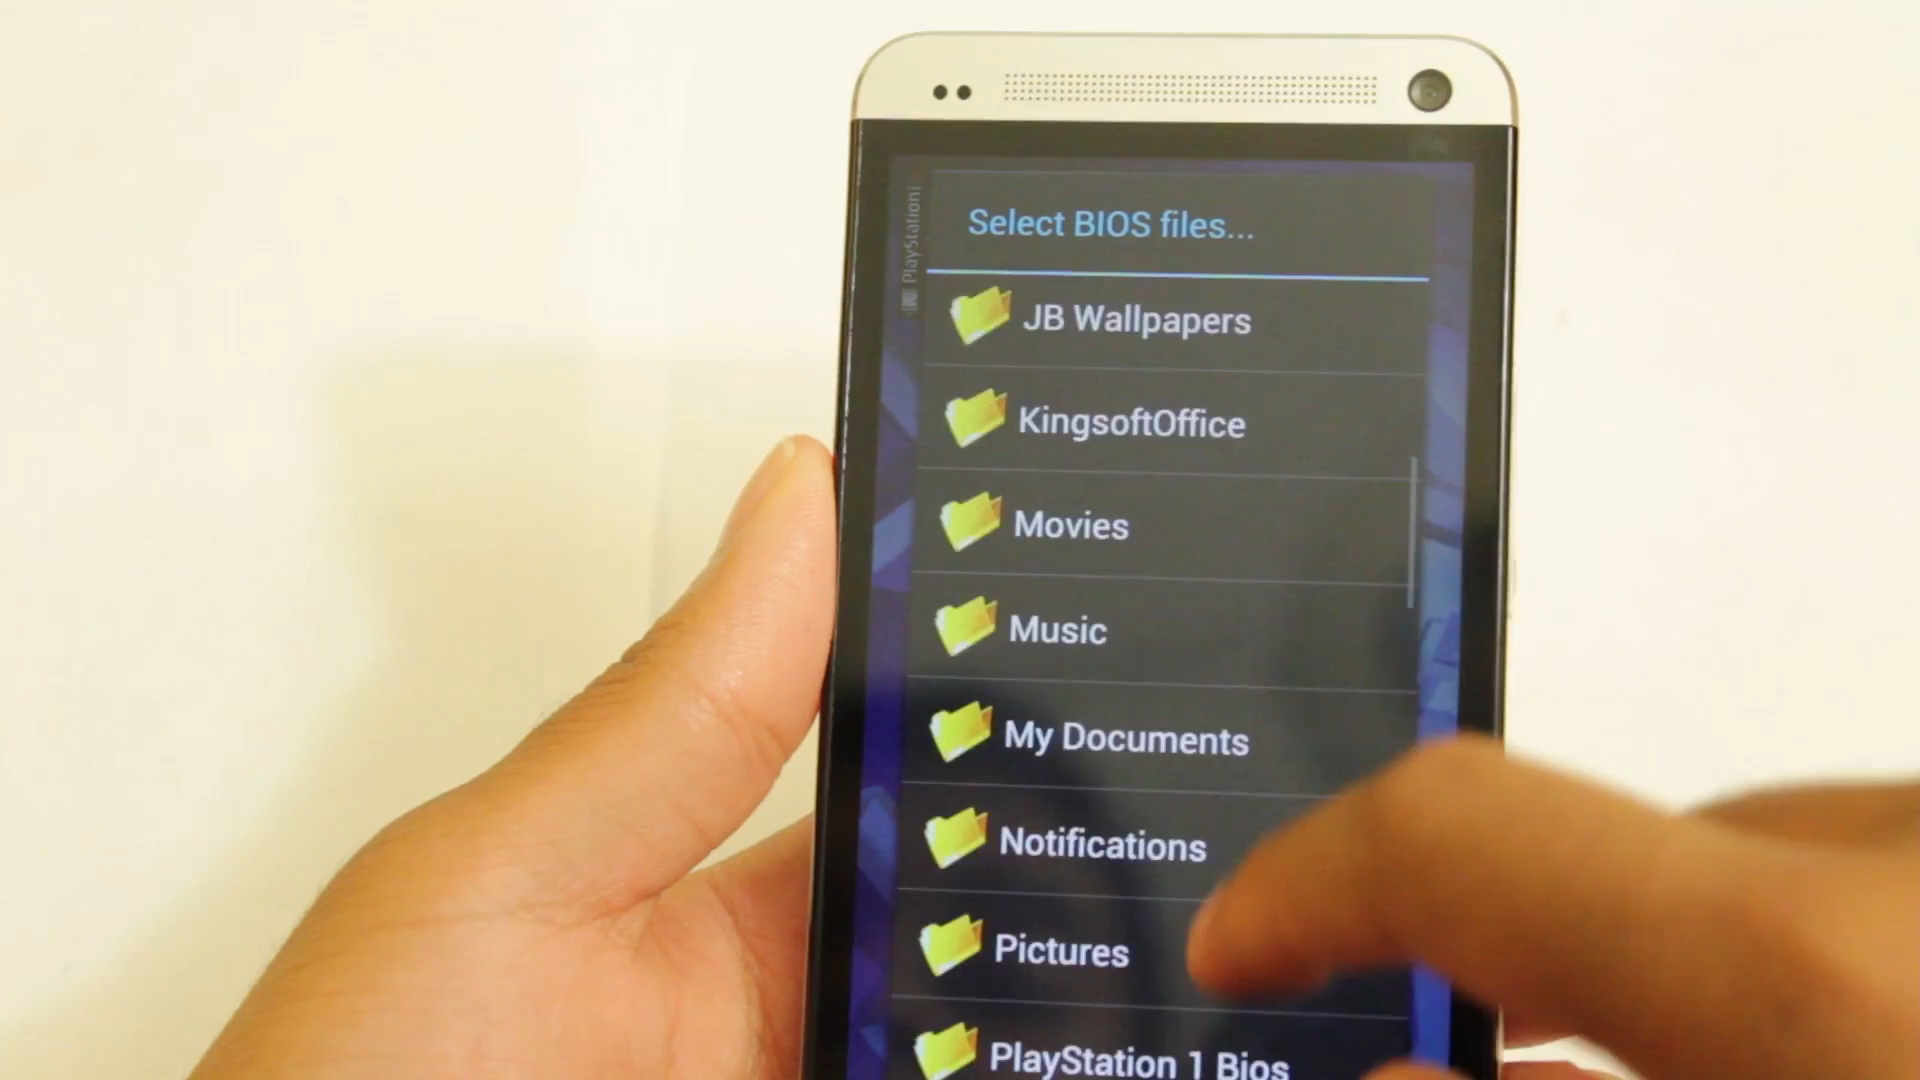 PlayStation
Select BIOS files...
JB Wallpapers
KingsoftOffice
Movies
Music
My Documents
Notifications
Pictures
PlayStation 1 Bios